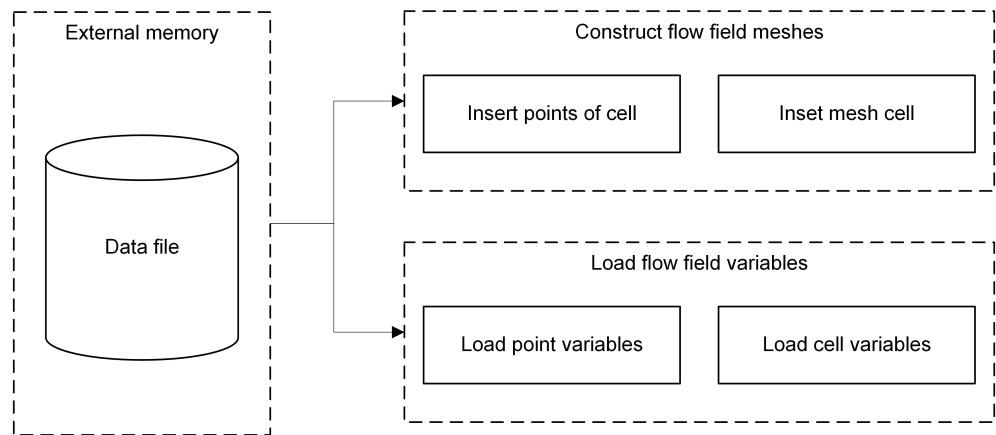 External memory
Data file
Construct flow field meshes
Insert points of cell
Inset mesh cell
Load flow field variables
Load point variables
Load cell variables